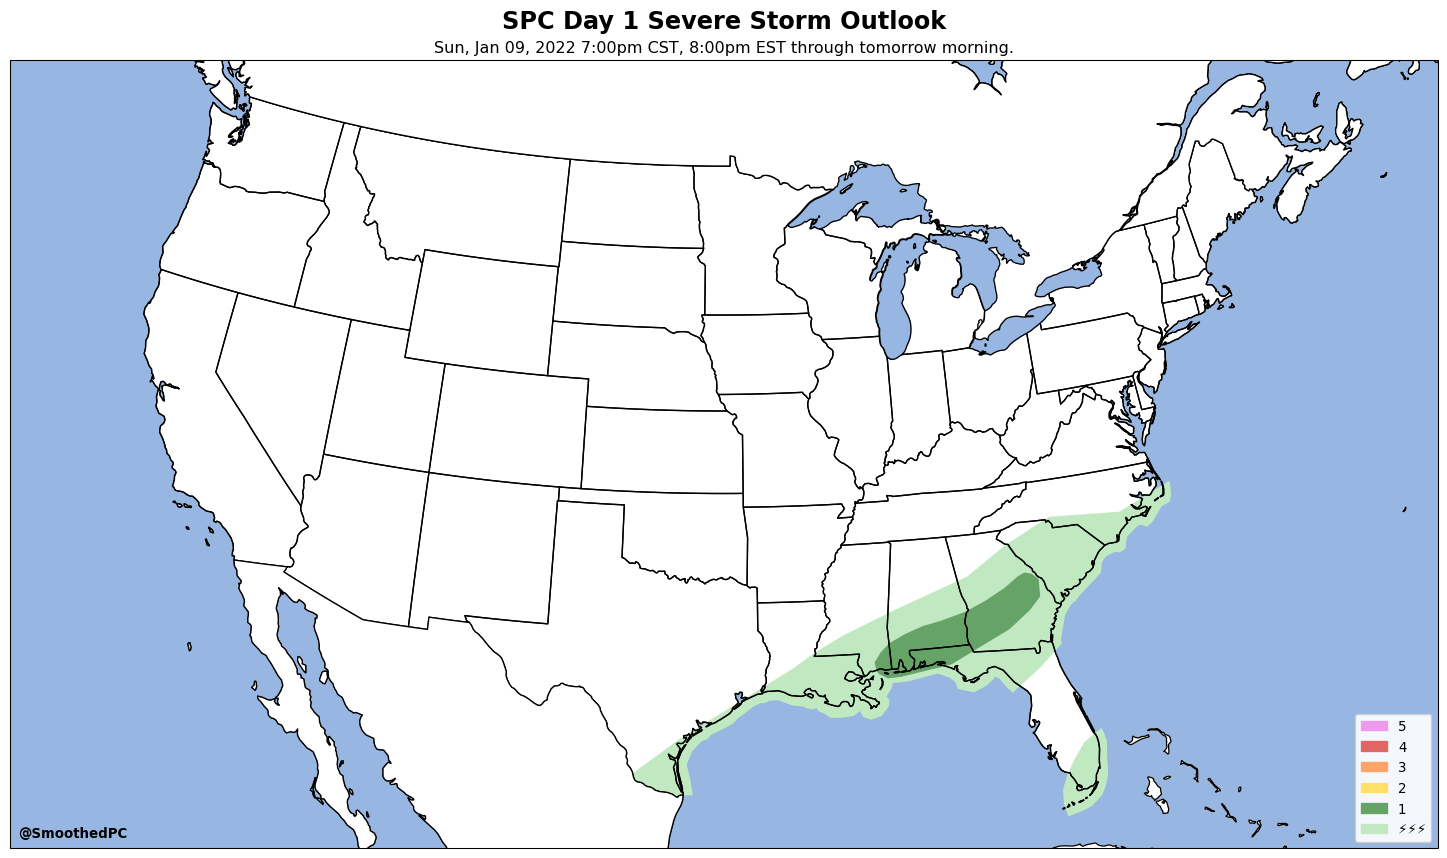 SPC Day 1 Severe Storm Outlook
Sun, Jan 09, 2022 7:00pm CST, 8:00pm EST through tomorrow morning.
5
4
3
2
1
⚡⚡⚡
@SmoothedPC